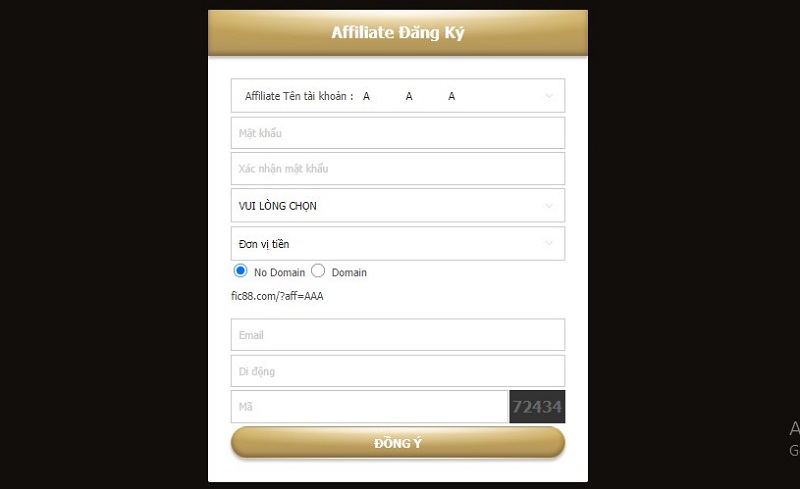 Affiliate Đăng Ký
Affiliate Tên tài khoản : A A A
Mật khẩu
Xác nhận mật khẩu
VUI LÒNG CHỌN
Đơn vị tiền
No Domain Domain
fic88.com/?aff=AAA
Email
Di động
Mã 72434
ĐỒNG Ý